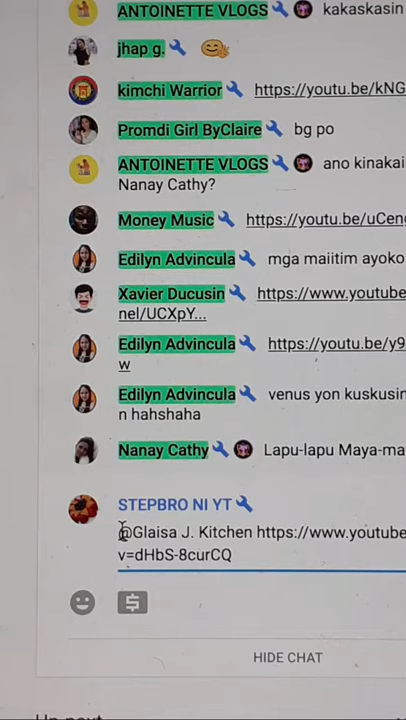 ANTOINETTE VLOGS kakaskasin
jhap g.
kimchi Warrior https://youtu.be/kNG
Promdi Girl ByClaire bg po
ANTOINETTE VLOGS ano kinakai
Nanay Cathy?
Money Music https://youtu.be/uCen
Edilyn Advincula mga maiitim ayoko
Xavier Ducusin https://www.youtube
nel/UCXpY...
Edilyn Advincula https://youtu.be/y9
w
Edilyn Advincula venus yon kuskusin
n hahshaha
Nanay Cathy Lapu-lapu Maya-ma
STEPBRO NI YT
@Glaisa J. Kitchen https://www.youtube
v=dHbS-8curCQ
HIDE CHAT
Up next